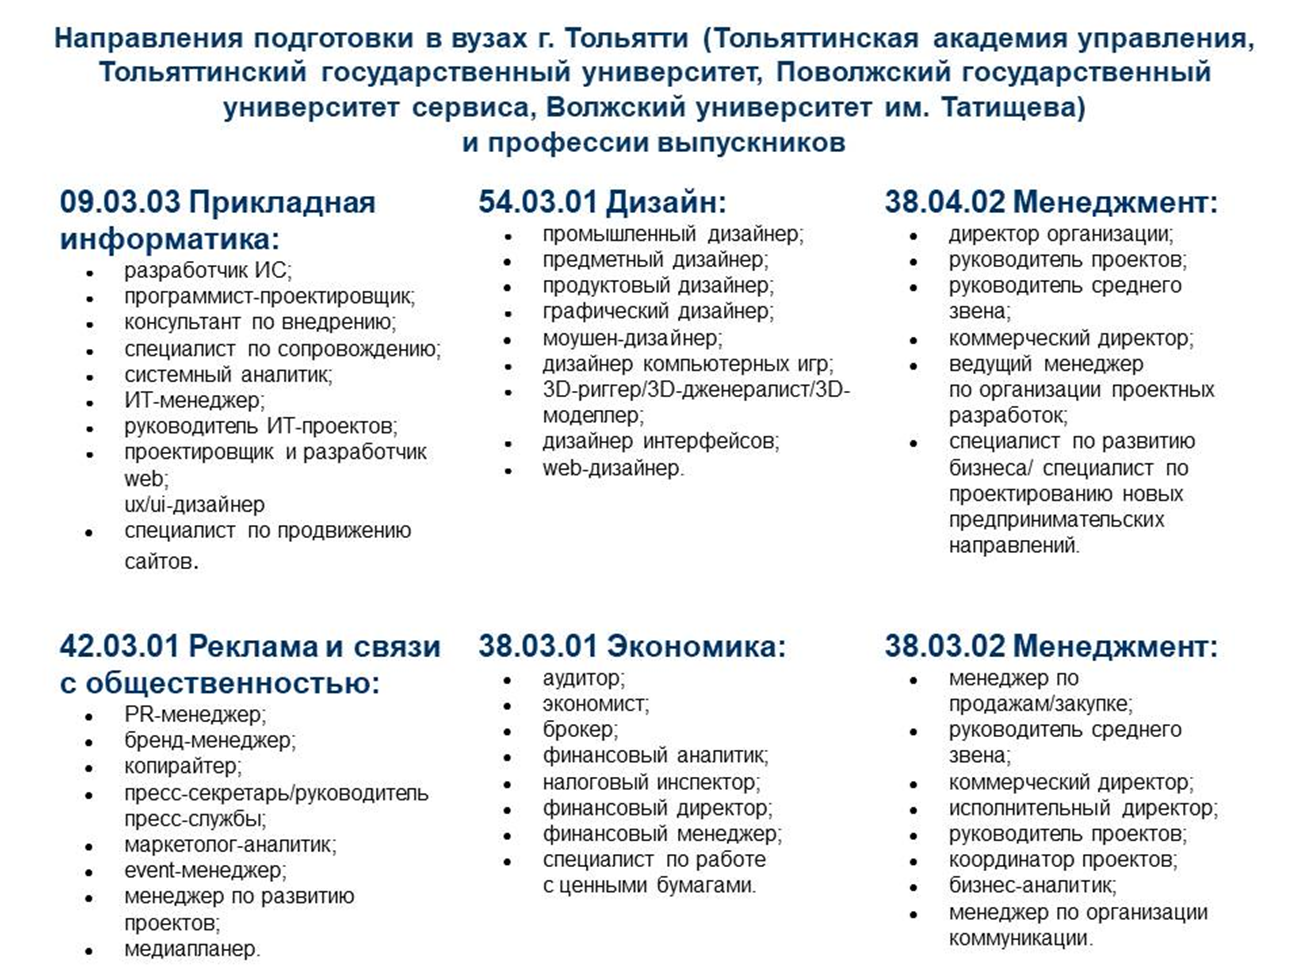 Направления подготовки в вузах г. Тольятти (Тольяттинская академия управления,
Тольяттинский государственный университет, Поволжский государственный
университет сервиса, Волжский университет им. Татищева)
и профессии выпускников
09.03.03 Прикладная
информатика:
• разработчик ИС;
• программист-проектировщик;
• консультант по внедрению;
• специалист по сопровождению;
• системный аналитик;
• ИТ-менеджер;
• руководитель ИТ-проектов;
• проектировщик и разработчик
web;
ux/ui-дизайнер
• специалист по продвижению
сайтов.
54.03.01 Дизайн:
• промышленный дизайнер;
• предметный дизайнер;
• продуктовый дизайнер;
• графический дизайнер;
• моушен-дизайнер;
• дизайнер компьютерных игр;
• 3D-риггер/3D-дженералист/3D-
моделлер;
• дизайнер интерфейсов;
• web-дизайнер.
38.04.02 Менеджмент:
• директор организации;
• руководитель проектов;
• руководитель среднего
звена;
• коммерческий директор;
• ведущий менеджер
по организации проектных
разработок;
• специалист по развитию
бизнеса/ специалист по
проектированию новых
предпринимательских
направлений.
42.03.01 Реклама и связи
с общественностью:
• PR-менеджер;
• бренд-менеджер;
• копирайтер;
• пресс-секретарь/руководитель
пресс-службы;
• маркетолог-аналитик;
• event-менеджер;
• менеджер по развитию
проектов;
• медиапланер.
38.03.01 Экономика:
• аудитор;
• экономист;
• брокер;
• финансовый аналитик;
• налоговый инспектор;
• финансовый директор;
• финансовый менеджер;
• специалист по работе
с ценными бумагами.
38.03.02 Менеджмент:
• менеджер по
продажам/закупке;
• руководитель среднего
звена;
• коммерческий директор;
• исполнительный директор;
• руководитель проектов;
• координатор проектов;
• бизнес-аналитик;
• менеджер по организации
коммуникации.